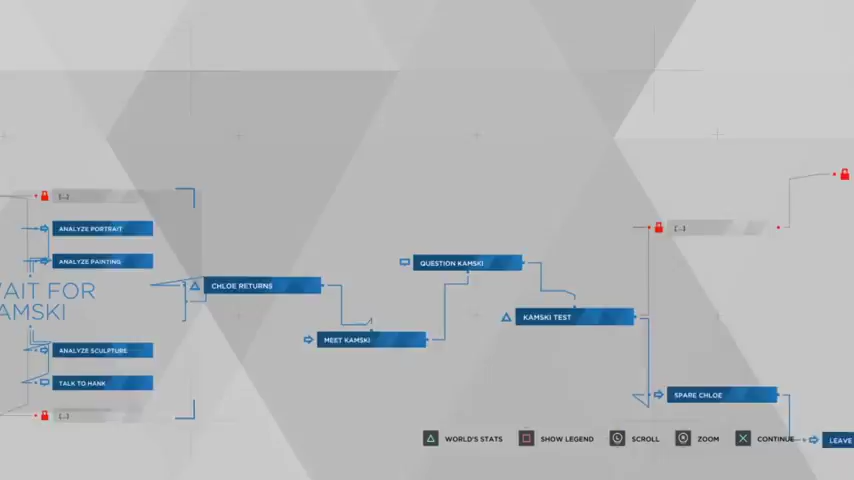 [...]
ANALYZE PORTRAIT
ANALYZE PAINTING
AIT FOR
AMSKI
ANALYZE SCULPTURE
TALK TO HANK
[...]
CHLOE RETURNS
MEET KAMSKI
QUESTION KAMSKI
KAMSKI TEST
[...]
SPARE CHLOE
LEAVE
WORLD'S STATS
SHOW LEGEND
L SCROLL
R ZOOM
CONTINUE